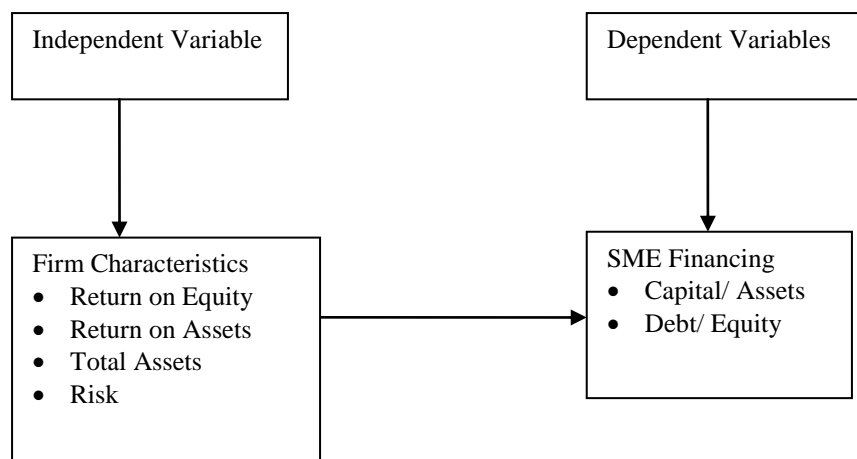 Independent Variable
Dependent Variables
Firm Characteristics
• Return on Equity
• Return on Assets
• Total Assets
• Risk
SME Financing
• Capital/ Assets
• Debt/ Equity